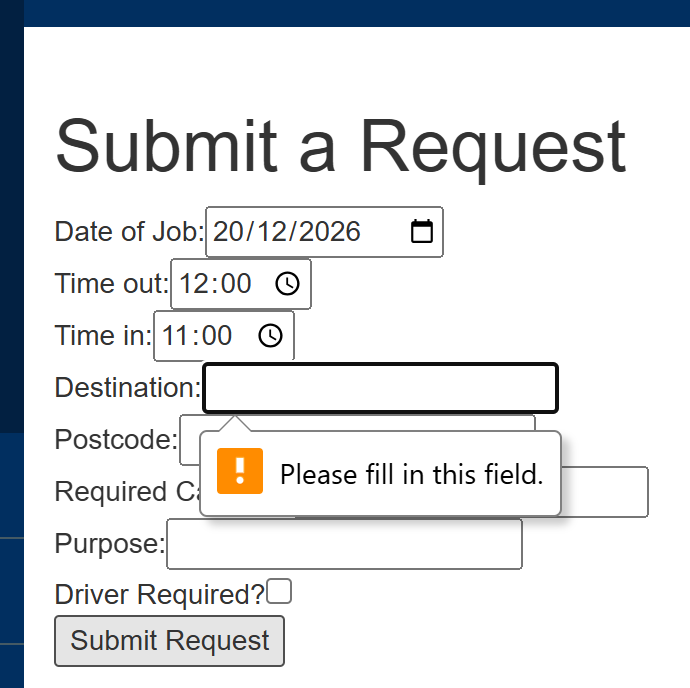 Submit a Request
Date of Job: 20/12/2026
Time out: 12:00
Time in: 11:00
Destination:
Postcode:
Please fill in this field.
Required
Purpose:
Driver Required?
Submit Request